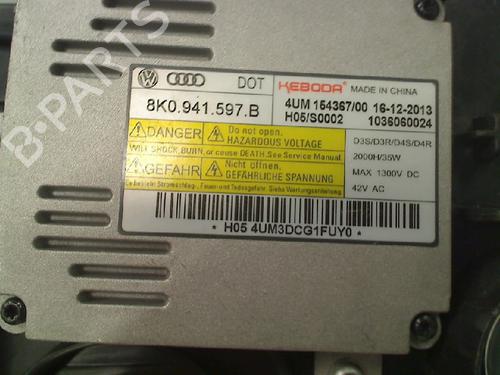 B-PARTS
DOT
KEBODA
MADE IN CHINA
8K0.941.597.B
4UM 154367/00 16-12-2013
H05/S0002 1036060024
DANGER
Do not open.
HAZARDOUS VOLTAGE
WILL SHOCK, BURN, or cause DEATH. See Service Manual
GEFAHR
Nicht öffnen.
GEFÄHRLICHE SPANNUNG
Sie Wartungsanleitung
D3S/D3R/D4S/D4R
2000H/35W
MAX 1300V DC
42V AC
* H05 4UM3DCG1FUY0 *